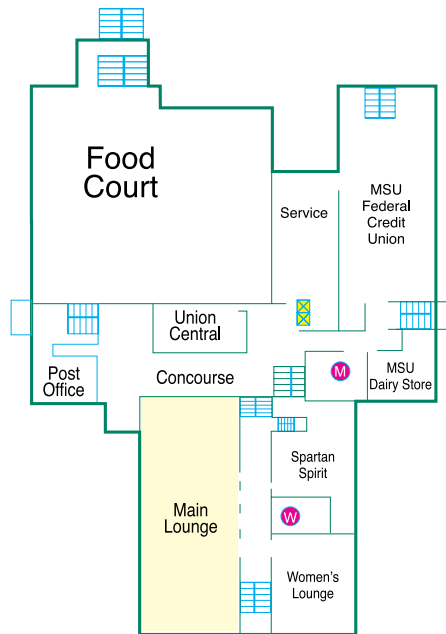 Food
Court
Service
MSU
Federal
Credit
Union
Union
Central
Post
Office
Concourse
M
MSU
Dairy Store
Spartan
Spirit
Main
Lounge
W
Women's
Lounge